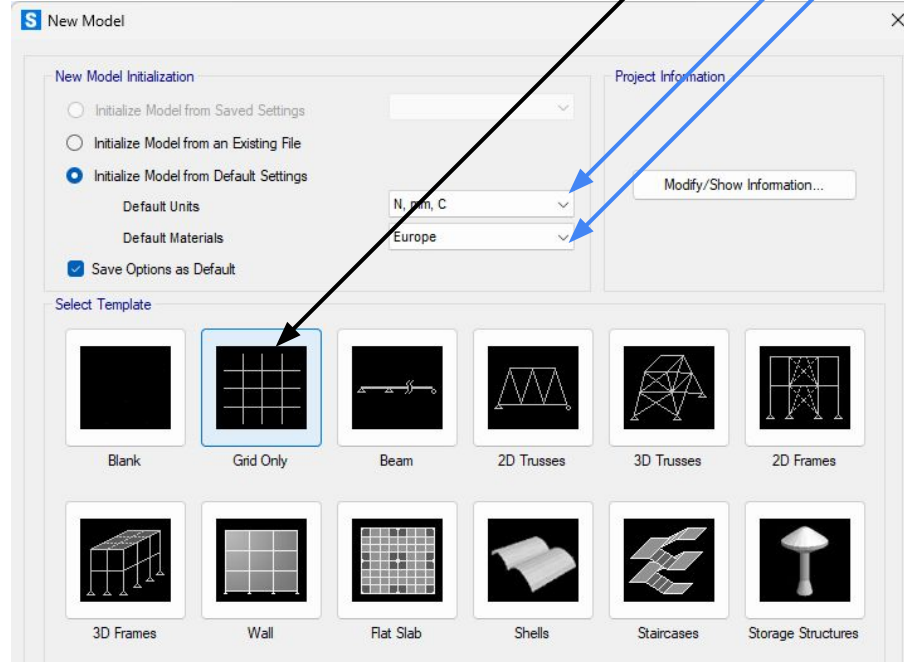 S New Model
New Model Initialization
Initialize Model from Saved Settings
Initialize Model from an Existing File
Initialize Model from Default Settings
Default Units
N, mm, C
Default Materials
Europe
Save Options as Default
Project Information
Modify/Show Information...
Select Template
Blank
Grid Only
Beam
2D Trusses
3D Trusses
2D Frames
3D Frames
Wall
Flat Slab
Shells
Staircases
Storage Structures